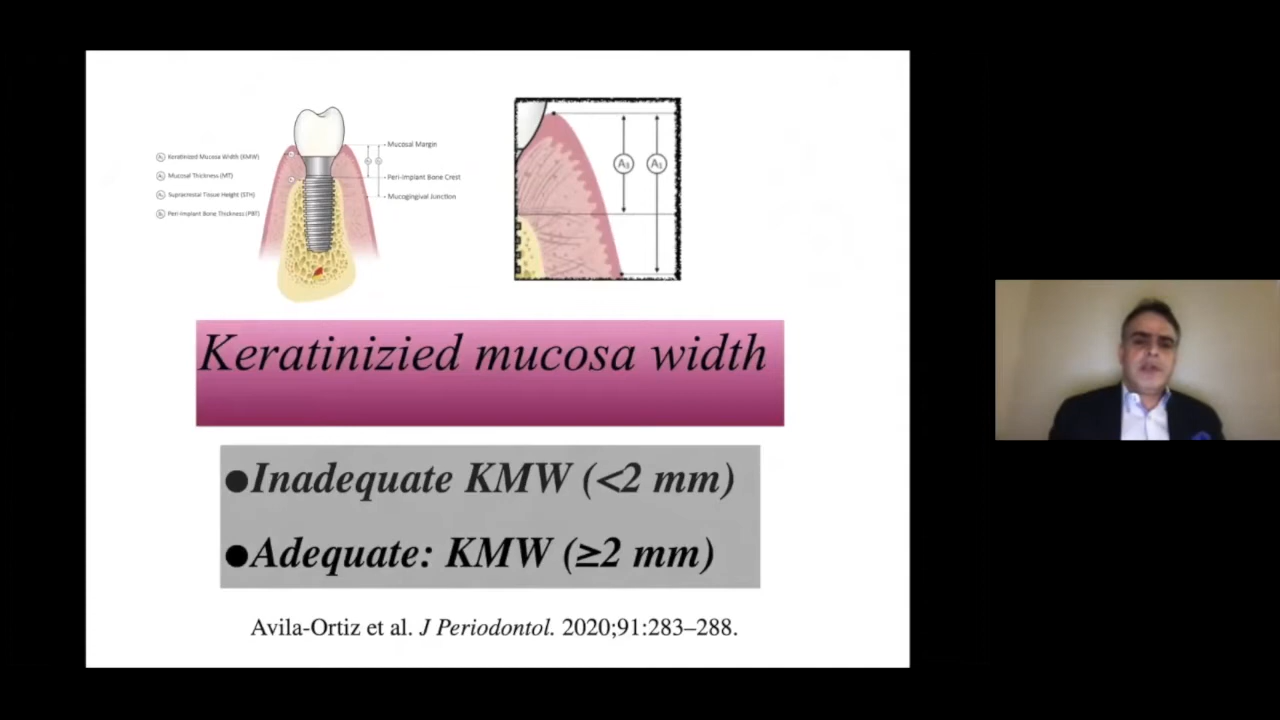 Keratinized Mucosa Width (KMW)
Mucosal Thickness (MT)
Supracrestal Tissue Height (STH)
Peri-Implant Bone Thickness (PBT)
Mucosal Margin
Peri-Implant Bone Crest
Mucogingival Junction
A₃ A₁
Keratinizied mucosa width
●Inadequate KMW (<2 mm)
●Adequate: KMW (≥2 mm)
Avila-Ortiz et al. J Periodontol. 2020;91:283–288.